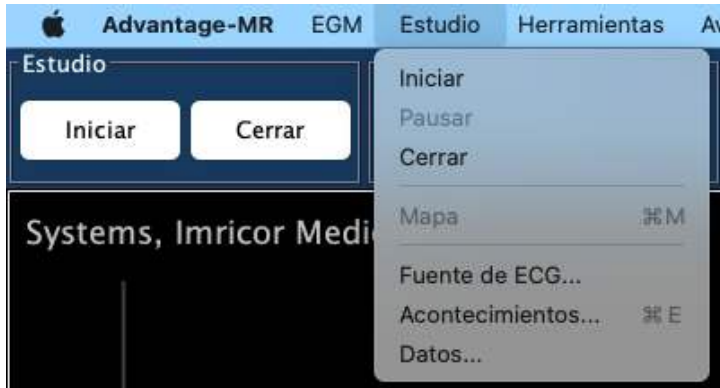 Advantage-MR EGM Estudio Herramientas
Estudio
Iniciar Cerrar
Iniciar
Pausar
Cerrar
Mapa ⌘M
Fuente de ECG...
Acontecimientos... ⌘E
Datos...
Systems, Imricor